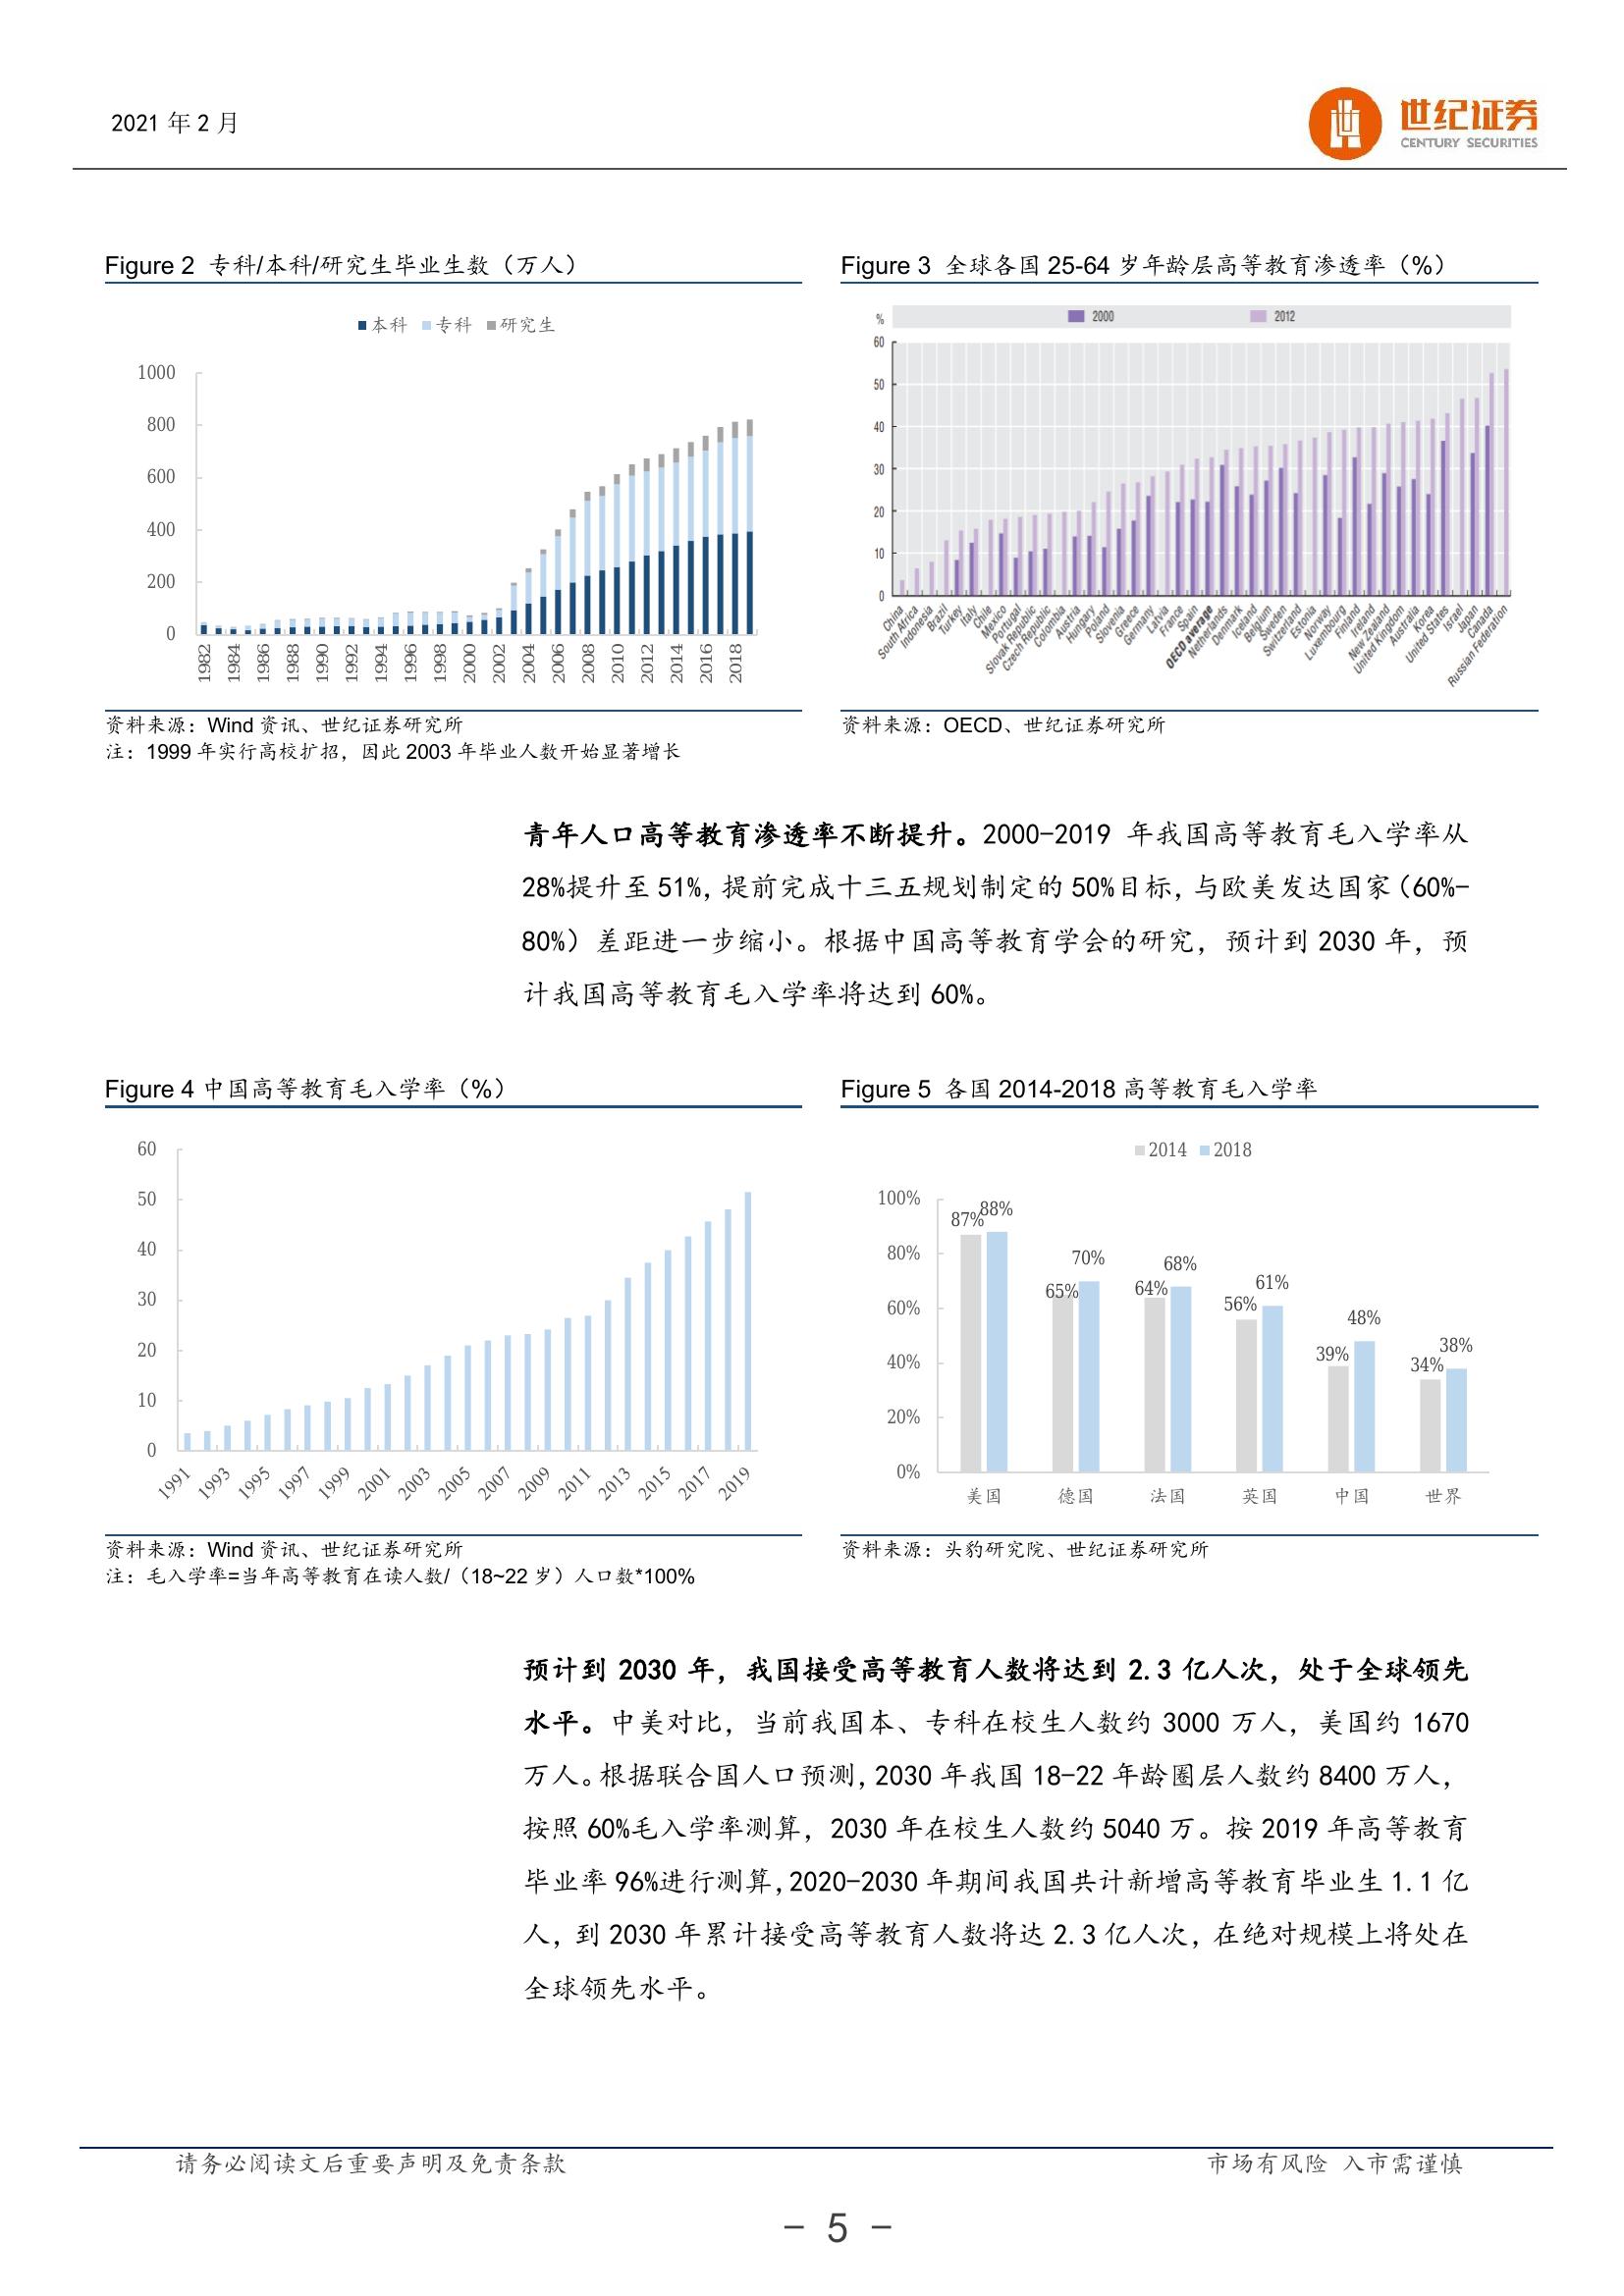 2021 年 2 月
世纪证券
CENTURY SECURITIES
Figure 2 专科/本科/研究生毕业生数（万人）
本科 专科 研究生
1000
800
600
400
200
0
1982 1984 1986 1988 1990 1992 1994 1996 1998 2000 2002 2004 2006 2008 2010 2012 2014 2016 2018
资料来源：Wind 资讯、世纪证券研究所
注：1999 年实行高校扩招，因此 2003 年毕业人数开始显著增长
Figure 3 全球各国 25-64 岁年龄层高等教育渗透率（%）
% 2000 2012
60
50
40
30
20
10
0
China South Africa Indonesia Brazil Turkey Italy Chile Mexico Portugal Slovak Republic Czech Republic Colombia Austria Hungary Poland Slovenia Greece Germany Latvia France Spain OECD average Netherlands Denmark Iceland Belgium Sweden Switzerland Estonia Norway Luxembourg Finland Ireland New Zealand United Kingdom Australia Korea United States Israel Japan Canada Russian Federation
资料来源：OECD、世纪证券研究所
青年人口高等教育渗透率不断提升。2000-2019 年我国高等教育毛入学率从
28%提升至 51%，提前完成十三五规划制定的 50%目标，与欧美发达国家（60%-
80%）差距进一步缩小。根据中国高等教育学会的研究，预计到 2030 年，预
计我国高等教育毛入学率将达到 60%。
Figure 4 中国高等教育毛入学率（%）
60
50
40
30
20
10
0
1991 1993 1995 1997 1999 2001 2003 2005 2007 2009 2011 2013 2015 2017 2019
资料来源：Wind 资讯、世纪证券研究所
注：毛入学率=当年高等教育在读人数/（18~22 岁）人口数*100%
Figure 5 各国 2014-2018 高等教育毛入学率
2014 2018
100%
80%
60%
40%
20%
0%
87% 88% 65% 70% 64% 68% 56% 61% 39% 48% 34% 38%
美国 德国 法国 英国 中国 世界
资料来源：头豹研究院、世纪证券研究所
预计到 2030 年，我国接受高等教育人数将达到 2.3 亿人次，处于全球领先
水平。中美对比，当前我国本、专科在校生人数约 3000 万人，美国约 1670
万人。根据联合国人口预测，2030 年我国 18-22 年龄圈层人数约 8400 万人，
按照 60%毛入学率测算，2030 年在校生人数约 5040 万。按 2019 年高等教育
毕业率 96%进行测算，2020-2030 年期间我国共计新增高等教育毕业生 1.1 亿
人，到 2030 年累计接受高等教育人数将达 2.3 亿人次，在绝对规模上将处在
全球领先水平。
请务必阅读文后重要声明及免责条款
市场有风险 入市需谨慎
- 5 -